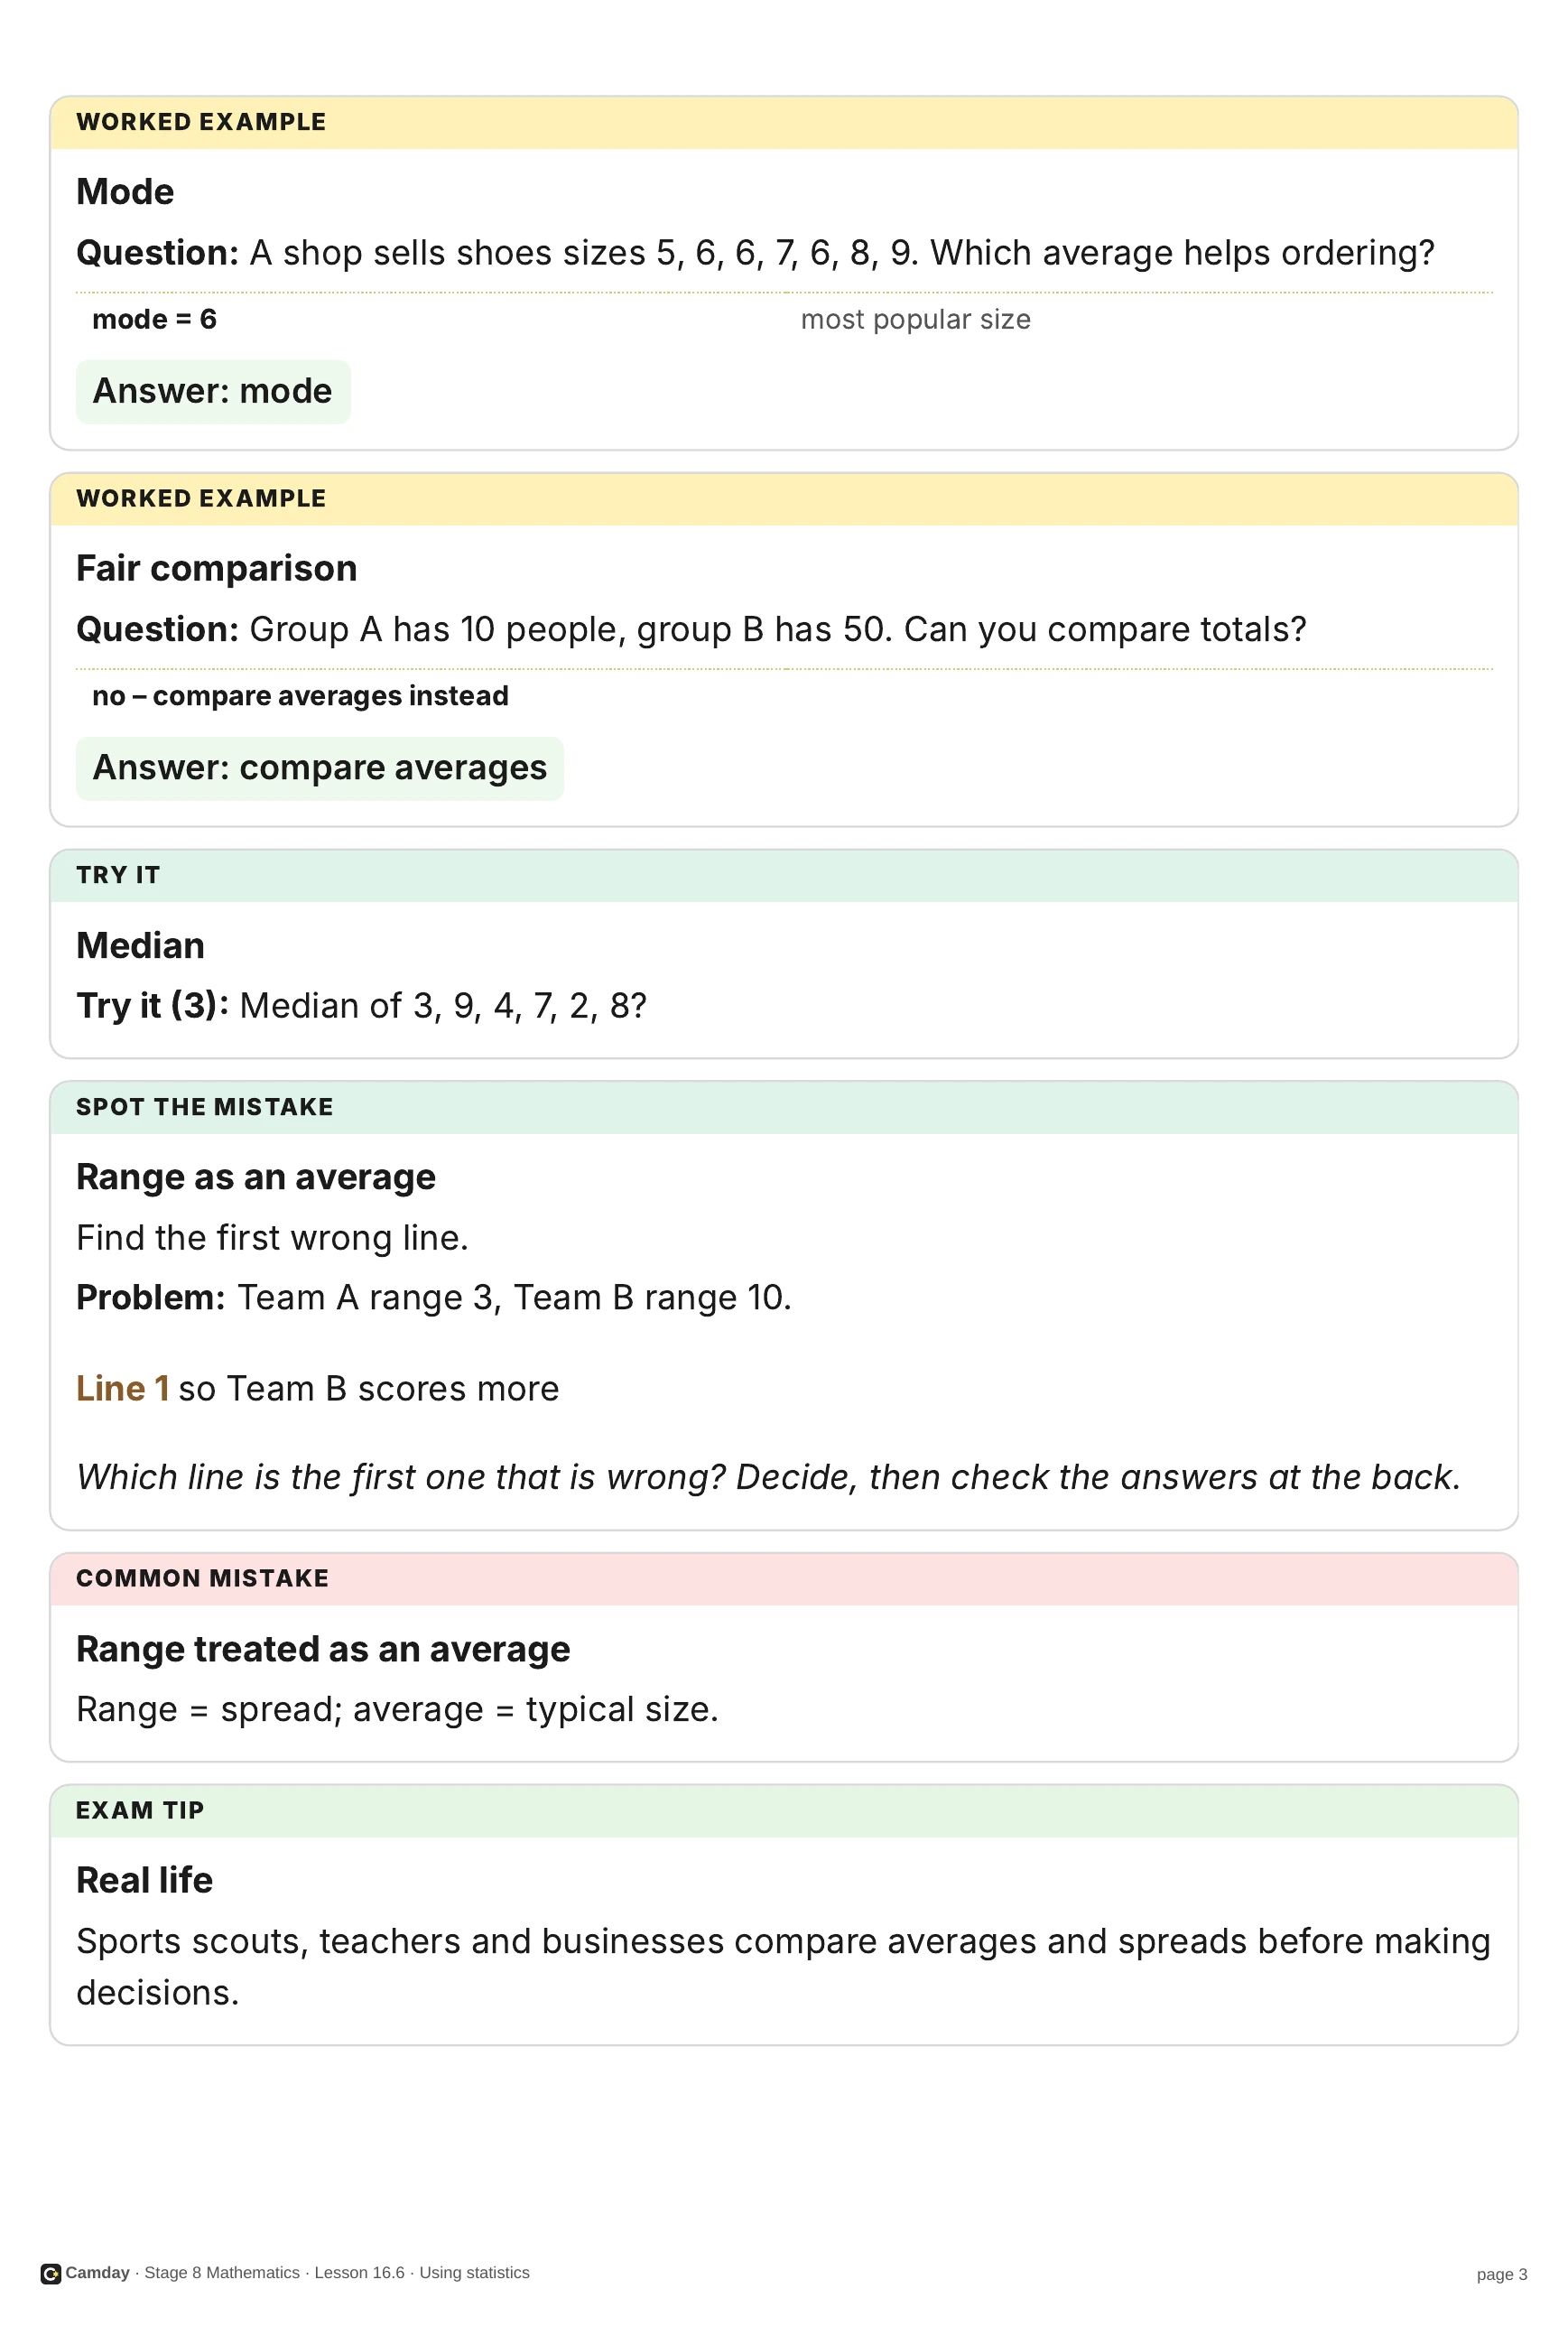 WORKED EXAMPLE
Mode
Question: A shop sells shoes sizes 5, 6, 6, 7, 6, 8, 9. Which average helps ordering?
mode = 6 most popular size
Answer: mode
WORKED EXAMPLE
Fair comparison
Question: Group A has 10 people, group B has 50. Can you compare totals?
no – compare averages instead
Answer: compare averages
TRY IT
Median
Try it (3): Median of 3, 9, 4, 7, 2, 8?
SPOT THE MISTAKE
Range as an average
Find the first wrong line.
Problem: Team A range 3, Team B range 10.
Line 1 so Team B scores more
Which line is the first one that is wrong? Decide, then check the answers at the back.
COMMON MISTAKE
Range treated as an average
Range = spread; average = typical size.
EXAM TIP
Real life
Sports scouts, teachers and businesses compare averages and spreads before making
decisions.
Camday · Stage 8 Mathematics · Lesson 16.6 · Using statistics
page 3